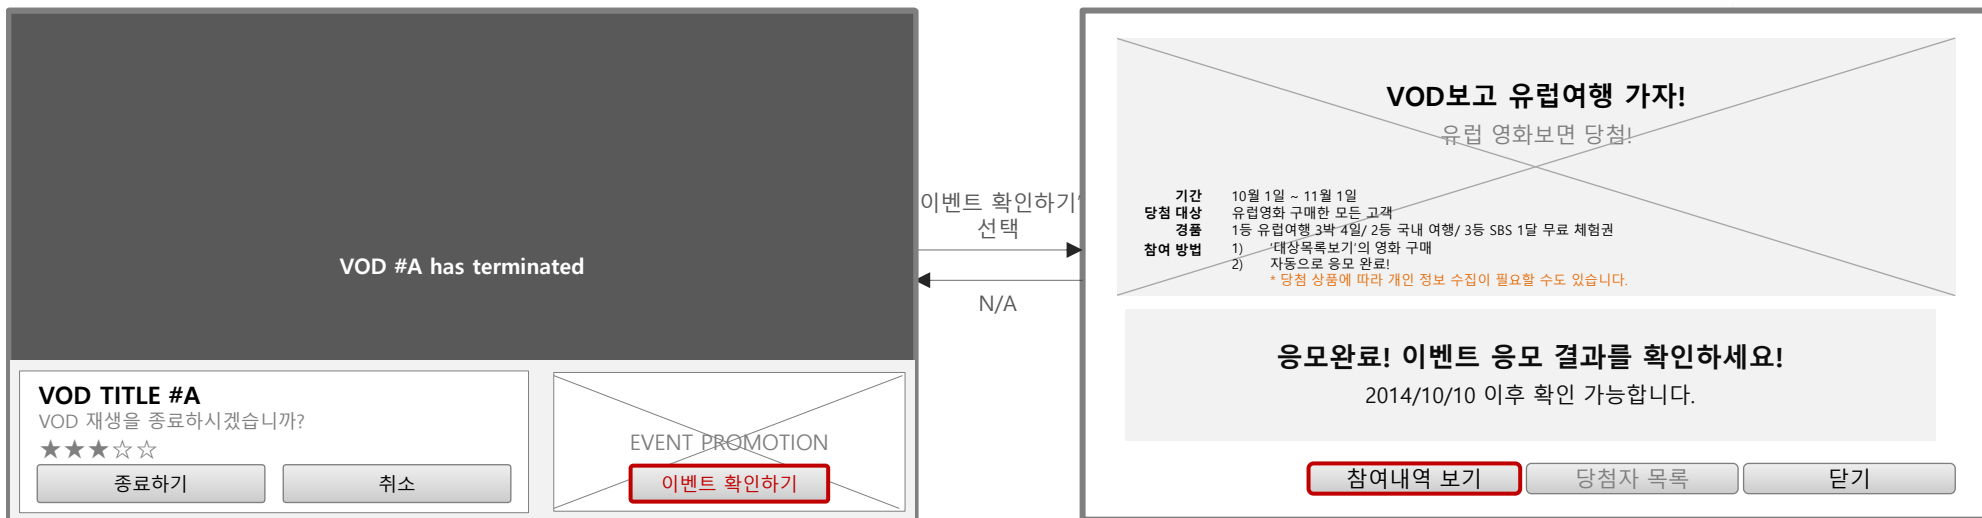 VOD #A has terminated
VOD TITLE #A
VOD 재생을 종료하시겠습니까?
★★★☆☆
종료하기
취소
EVENT PROMOTION
이벤트 확인하기
이벤트 확인하기'
선택
N/A
VOD보고 유럽여행 가자!
유럽 영화보면 당첨!
기간 10월 1일 ~ 11월 1일
당첨 대상 유럽영화 구매한 모든 고객
경품 1등 유럽여행 3박 4일/ 2등 국내 여행/ 3등 SBS 1달 무료 체험권
참여 방법 1) '대상목록보기'의 영화 구매
2) 자동으로 응모 완료!
* 당첨 상품에 따라 개인 정보 수집이 필요할 수도 있습니다.
응모완료! 이벤트 응모 결과를 확인하세요!
2014/10/10 이후 확인 가능합니다.
참여내역 보기
당첨자 목록
닫기